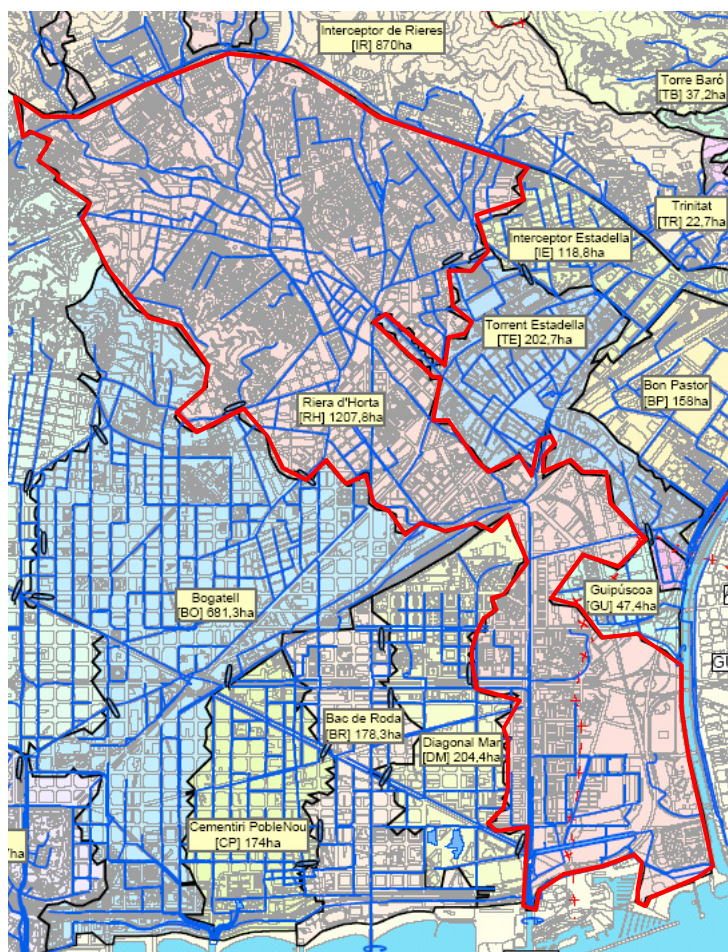 Interceptor de Rieres
[IR] 870ha
Torre Baró
[TB] 37,2ha
Trinitat
[TR] 22,7ha
Interceptor Estadella
[IE] 118,8ha
Torrent Estadella
[TE] 202,7ha
Bon Pastor
[BP] 158ha
Riera d'Horta
[RH] 1207,8ha
Bogatell
[BO] 681,3ha
Guipúscoa
[GU] 47,4ha
Bac de Roda
[BR] 178,3ha
Diagonal Mar
[DM] 204,4ha
Cementiri PobleNou
[CP] 174ha